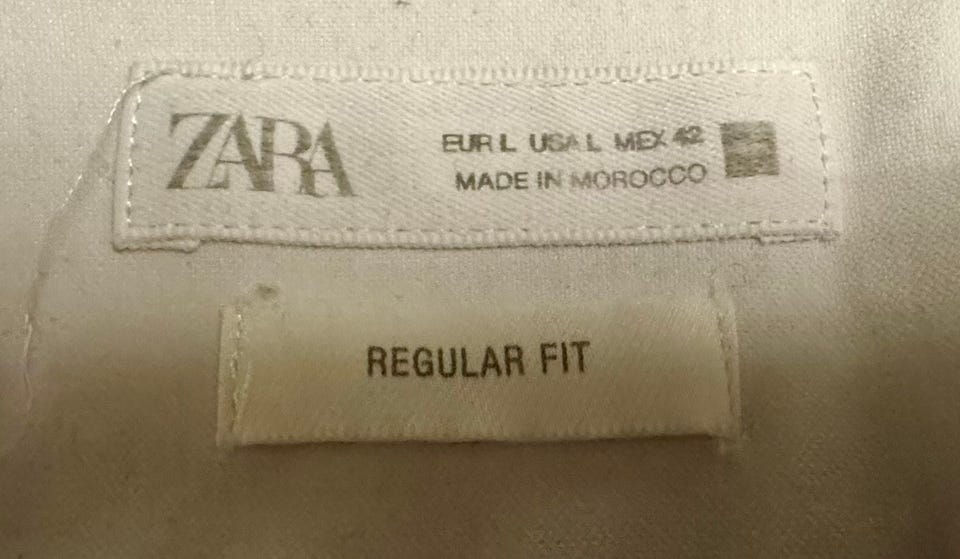 ZARA
EUR L USA L MEX 42
MADE IN MOROCCO
REGULAR FIT